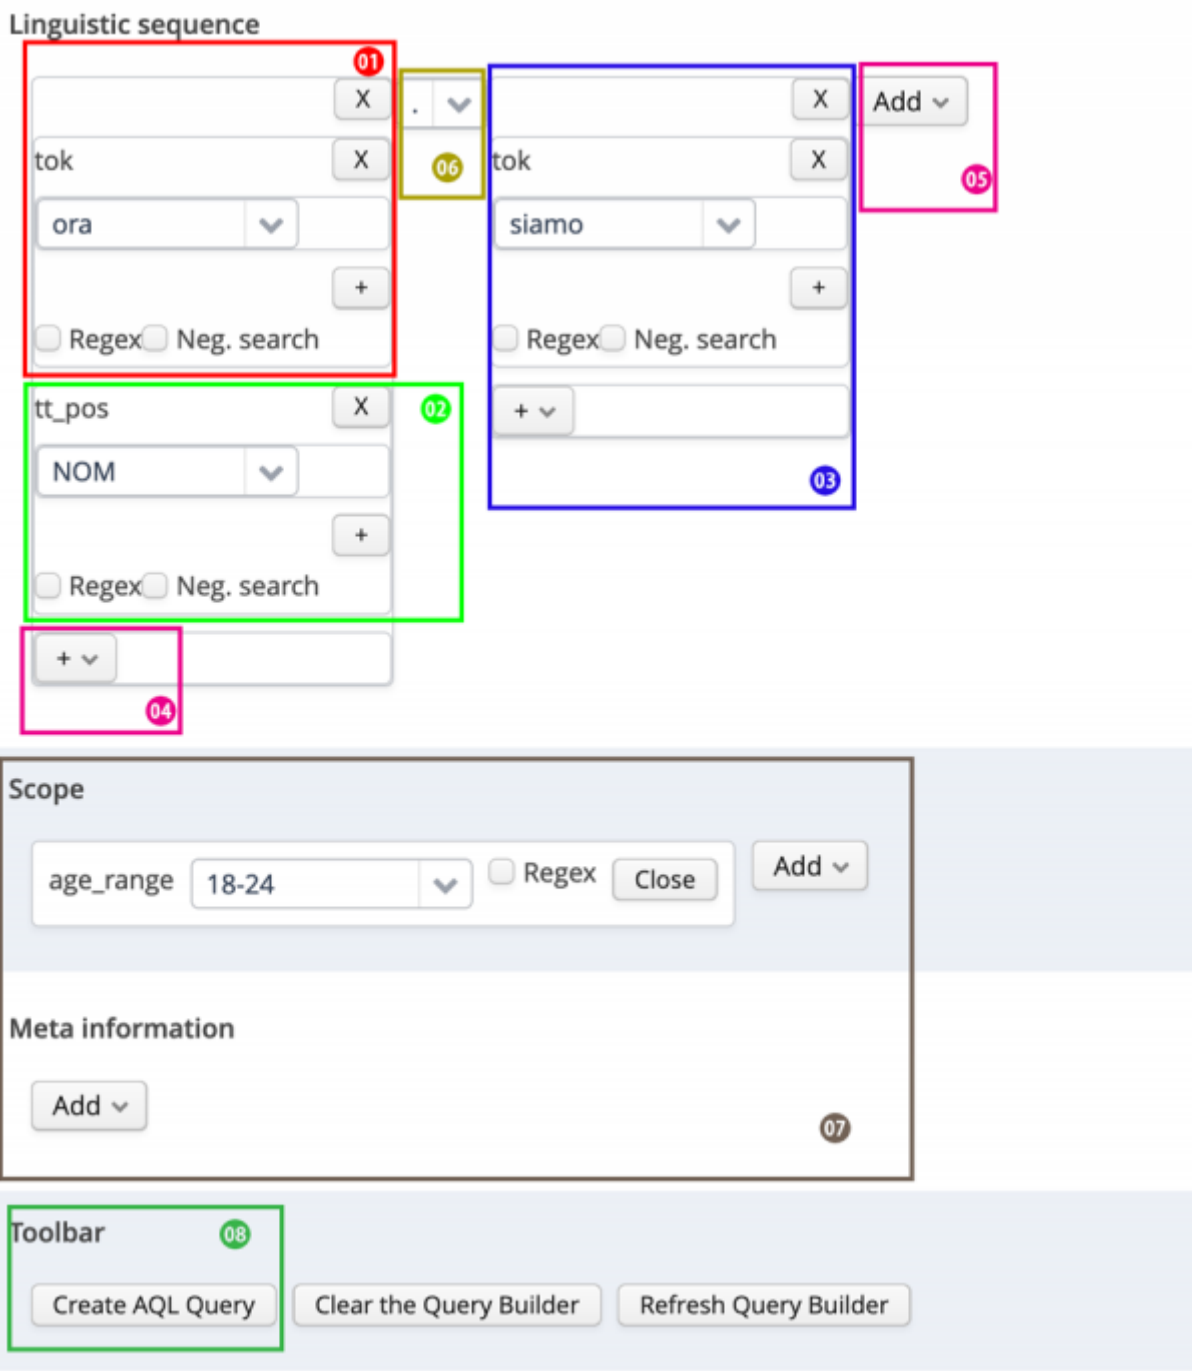 Linguistic sequence
01
X . X Add
tok X 06 tok X 05
ora siamo
+ +
Regex Neg. search Regex Neg. search
tt_pos X 02 +
NOM 03
+
Regex Neg. search
+
04
Scope
age_range 18-24 Regex Close Add
Meta information
Add
07
Toolbar 08
Create AQL Query Clear the Query Builder Refresh Query Builder